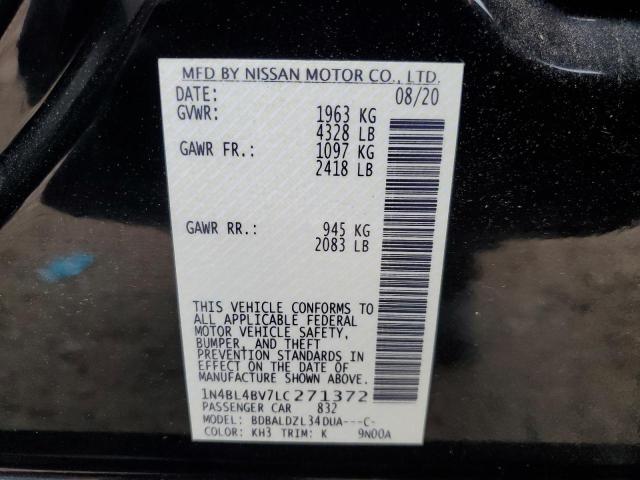 MFD BY NISSAN MOTOR CO., LTD.
DATE: 08/20
GVWR: 1963 KG
4328 LB
GAWR FR.: 1097 KG
2418 LB
GAWR RR.: 945 KG
2083 LB
THIS VEHICLE CONFORMS TO
ALL APPLICABLE FEDERAL
MOTOR VEHICLE SAFETY,
BUMPER, AND THEFT
PREVENTION STANDARDS IN
EFFECT ON THE DATE OF
MANUFACTURE SHOWN ABOVE.
1N4BL4BV7LC271372
PASSENGER CAR 832
MODEL: BDBALDZL34DUA---C-
COLOR: KH3 TRIM: K 9N00A